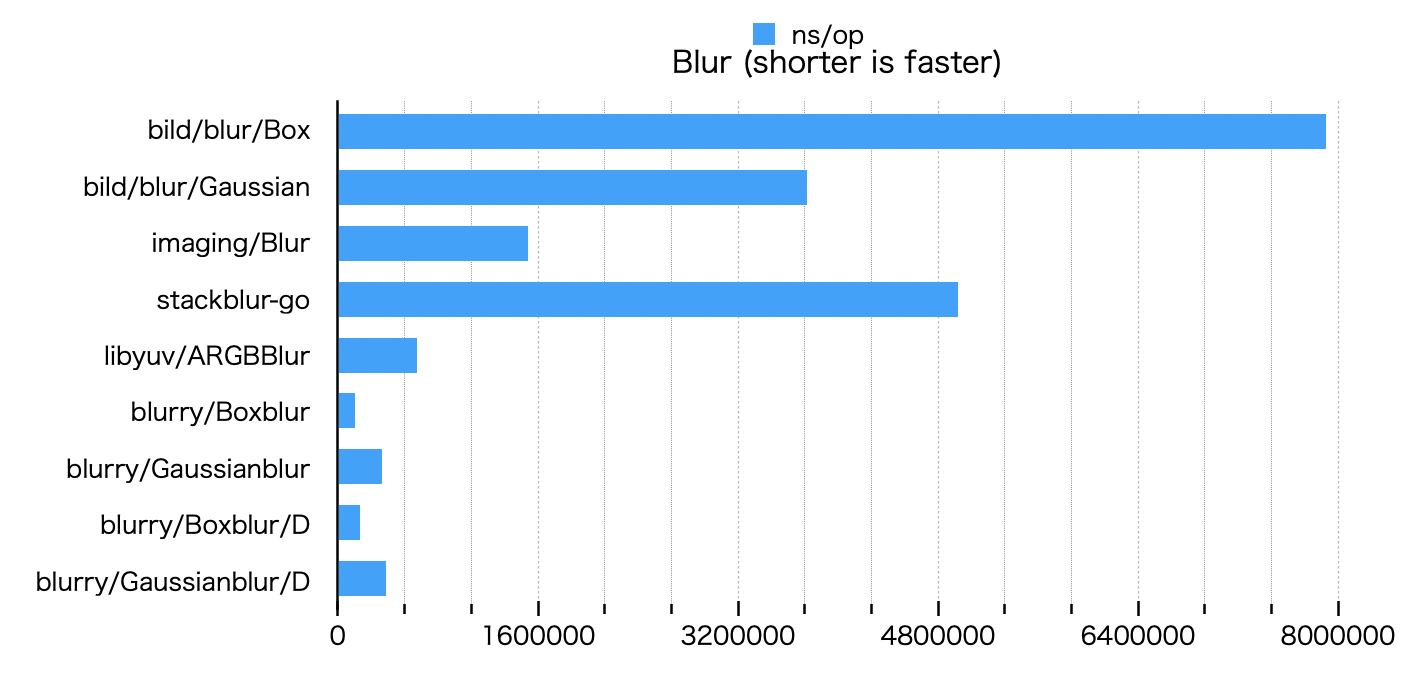 ns/op
Blur (shorter is faster)
bild/blur/Box
bild/blur/Gaussian
imaging/Blur
stackblur-go
libyuv/ARGBBlur
blurry/Boxblur
blurry/Gaussianblur
blurry/Boxblur/D
blurry/Gaussianblur/D
0 1600000 3200000 4800000 6400000 8000000